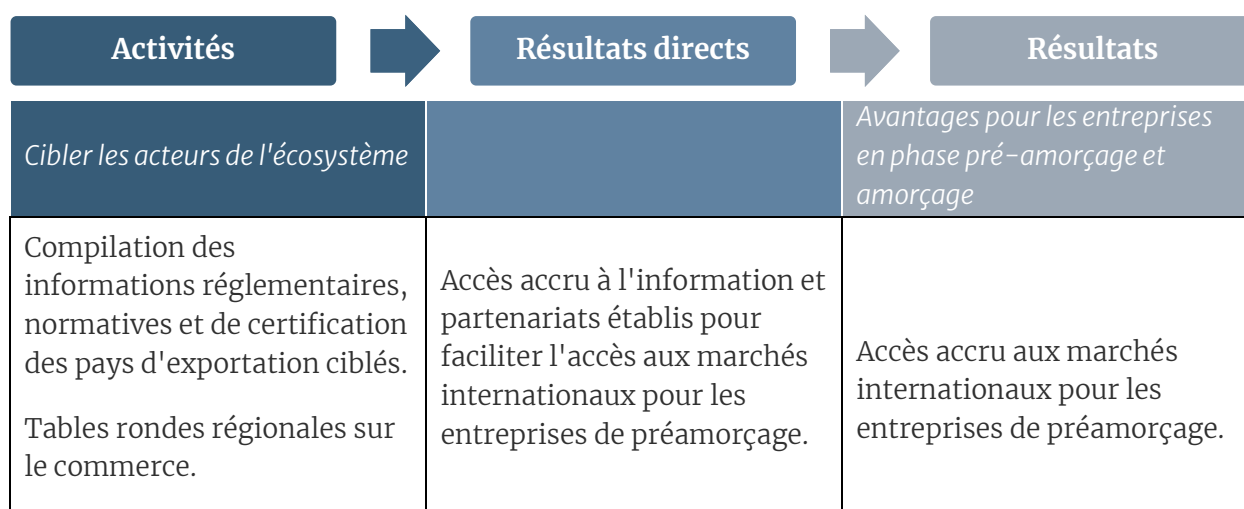 Activités
Résultats directs
Résultats
Cibler les acteurs de l'écosystème
Avantages pour les entreprises
en phase pré-amorçage et
amorçage
Compilation des
informations réglementaires,
normatives et de certification
des pays d'exportation ciblés.
Tables rondes régionales sur
le commerce.
Accès accru à l'information et
partenariats établis pour
faciliter l'accès aux marchés
internationaux pour les
entreprises de préamorçage.
Accès accru aux marchés
internationaux pour les
entreprises de préamorçage.